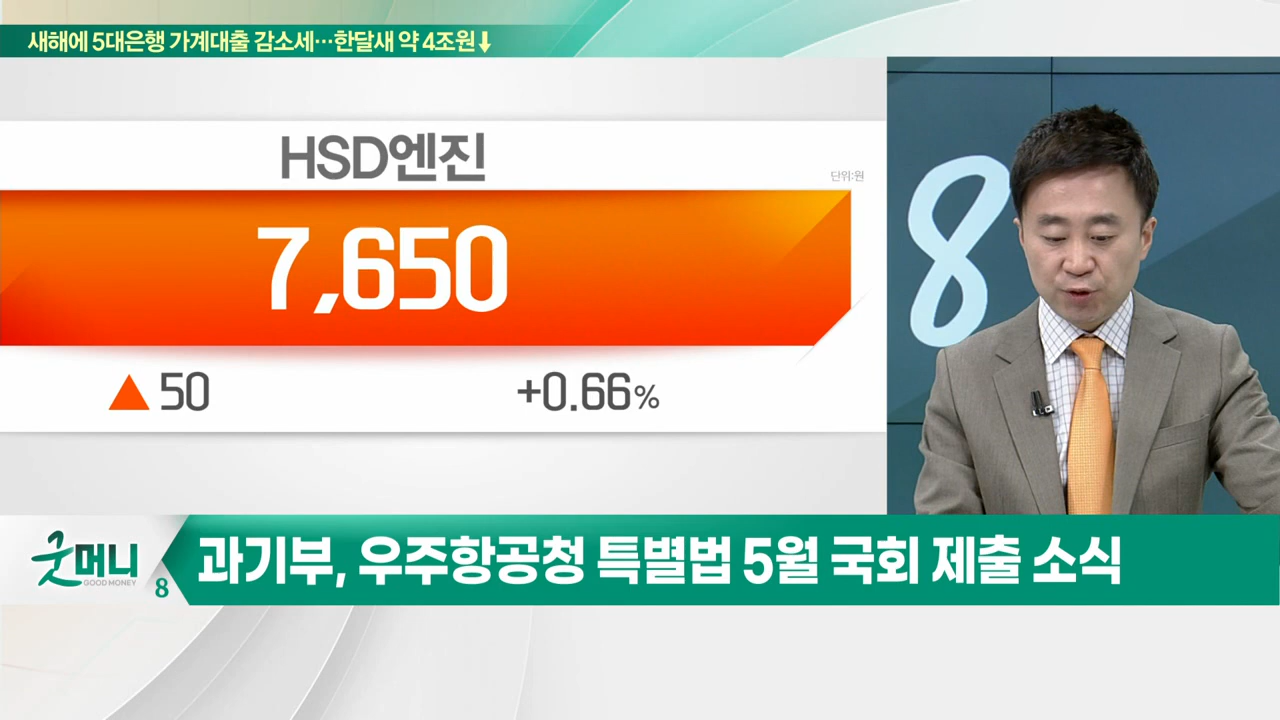 새해에 5대은행 가계대출 감소세…한달새 약 4조원↓
HSD엔진
단위:원
7,650
▲ 50
+0.66%
8
굿머니
GOOD MONEY
8
과기부, 우주항공청 특별법 5월 국회 제출 소식